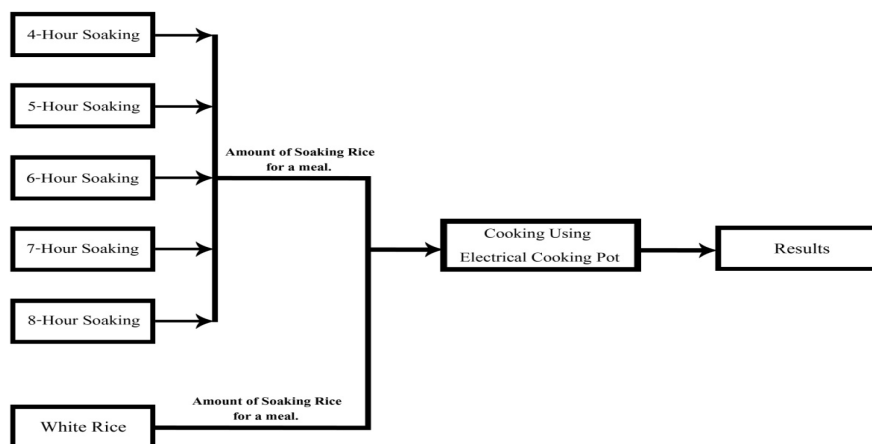 4-Hour Soaking
5-Hour Soaking
Amount of Soaking Rice
for a meal.
6-Hour Soaking
Cooking Using
Electrical Cooking Pot
Results
7-Hour Soaking
8-Hour Soaking
Amount of Soaking Rice
for a meal.
White Rice